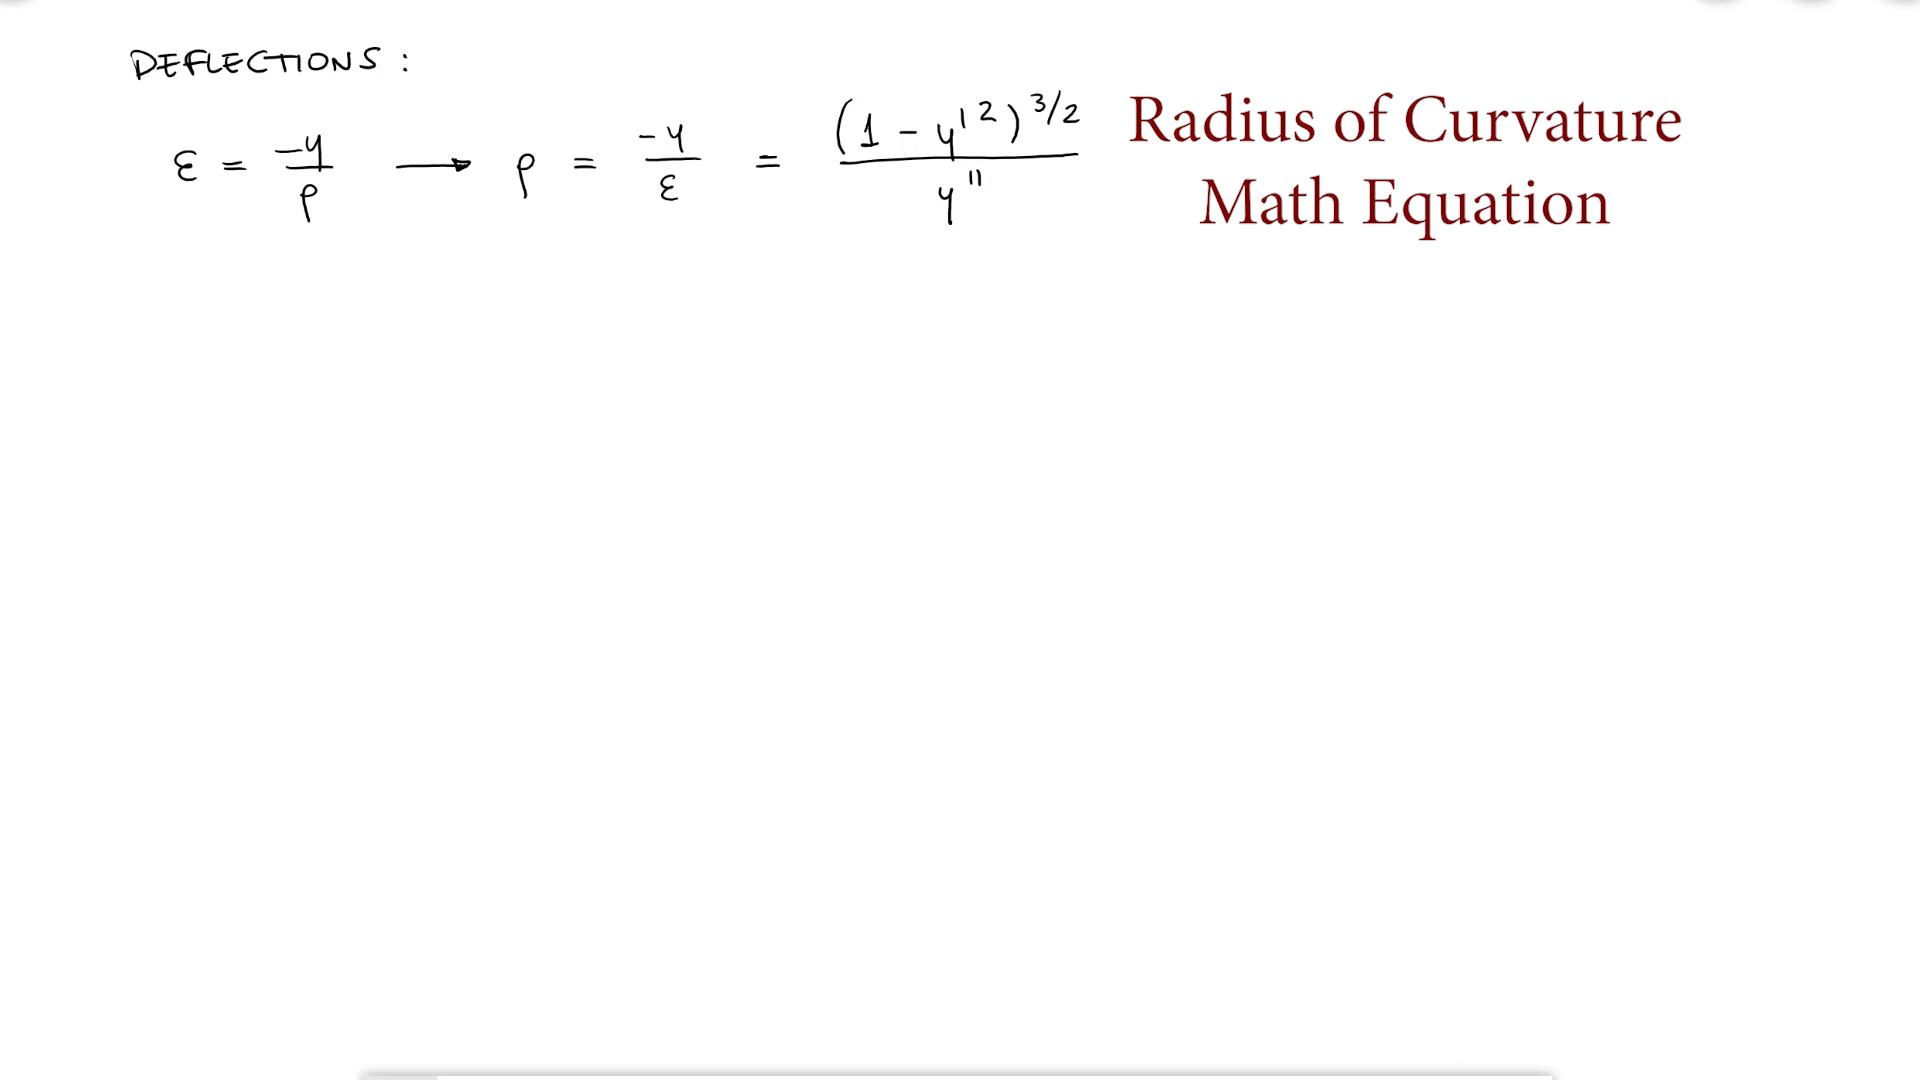 DEFLECTIONS :
ε = -y/ρ → ρ = -y/ε = (1 - y'²)^3/2 / y''
Radius of Curvature
Math Equation